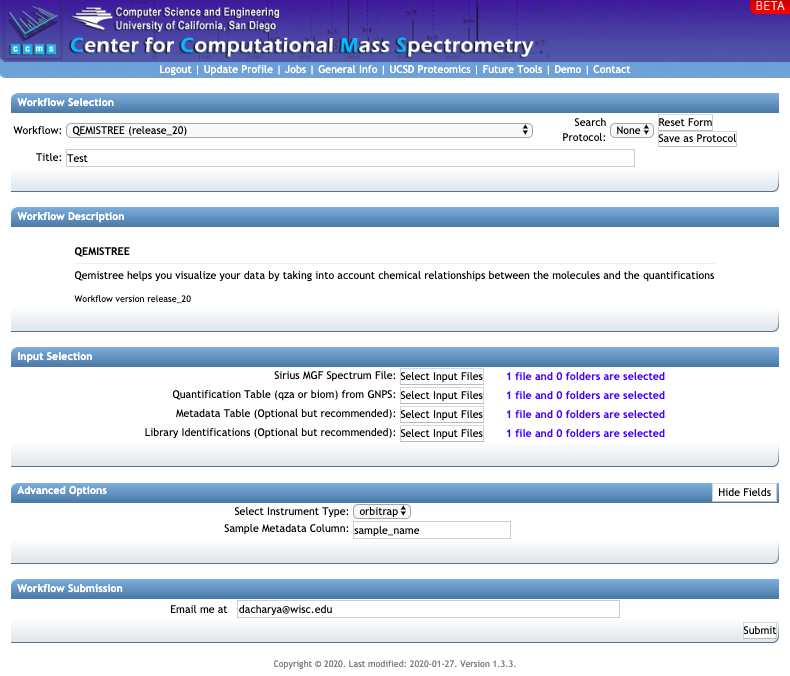 BETA
Computer Science and Engineering
University of California, San Diego
ccms
Center for Computational Mass Spectrometry
Logout | Update Profile | Jobs | General Info | UCSD Proteomics | Future Tools | Demo | Contact
Workflow Selection
Workflow: QEMISTREE (release_20) Search Protocol: None Reset Form
Save as Protocol
Title: Test
Workflow Description
QEMISTREE
Qemistree helps you visualize your data by taking into account chemical relationships between the molecules and the quantifications
Workflow version release_20
Input Selection
Sirius MGF Spectrum File: Select Input Files 1 file and 0 folders are selected
Quantification Table (qza or biom) from GNPS: Select Input Files 1 file and 0 folders are selected
Metadata Table (Optional but recommended): Select Input Files 1 file and 0 folders are selected
Library Identifications (Optional but recommended): Select Input Files 1 file and 0 folders are selected
Advanced Options Hide Fields
Select Instrument Type: orbitrap
Sample Metadata Column: sample_name
Workflow Submission
Email me at dacharya@wisc.edu
Submit
Copyright © 2020. Last modified: 2020-01-27. Version 1.3.3.